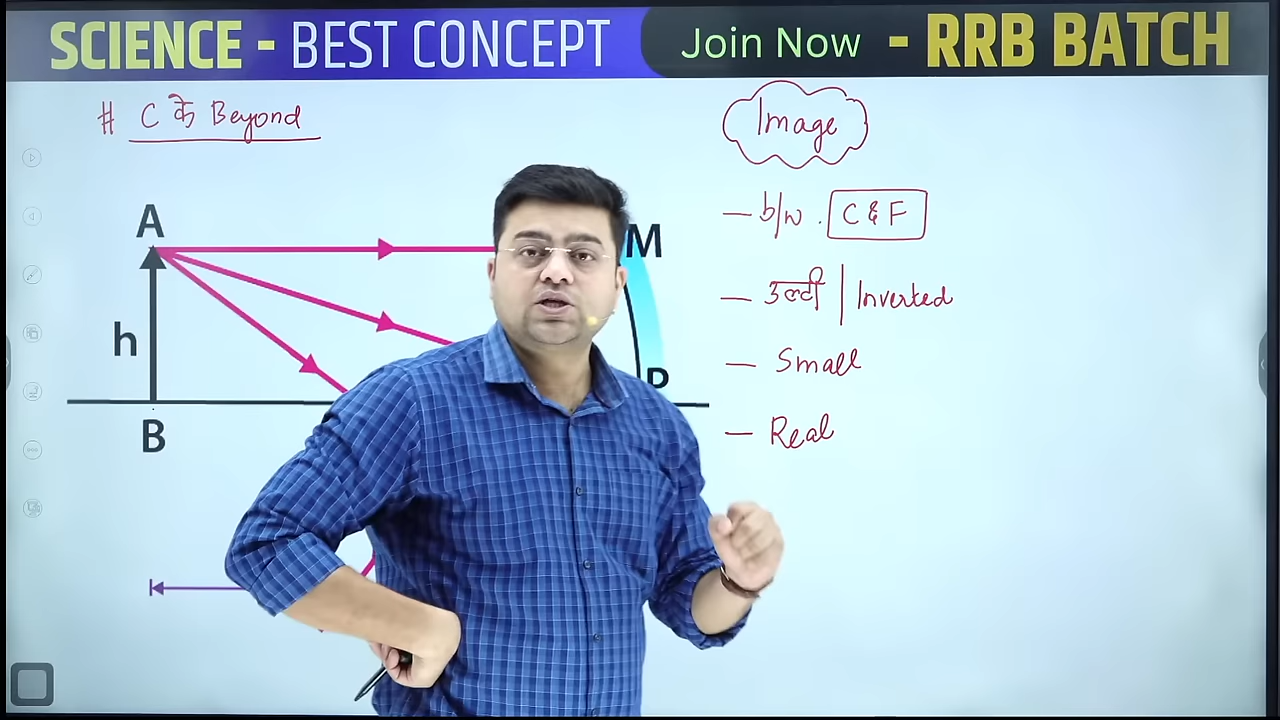 SCIENCE - BEST CONCEPT Join Now - RRB BATCH
# C के Beyond
Image
A
M
— b/w. C & F
— उल्टी | Inverted
h
— Small
P
B
— Real